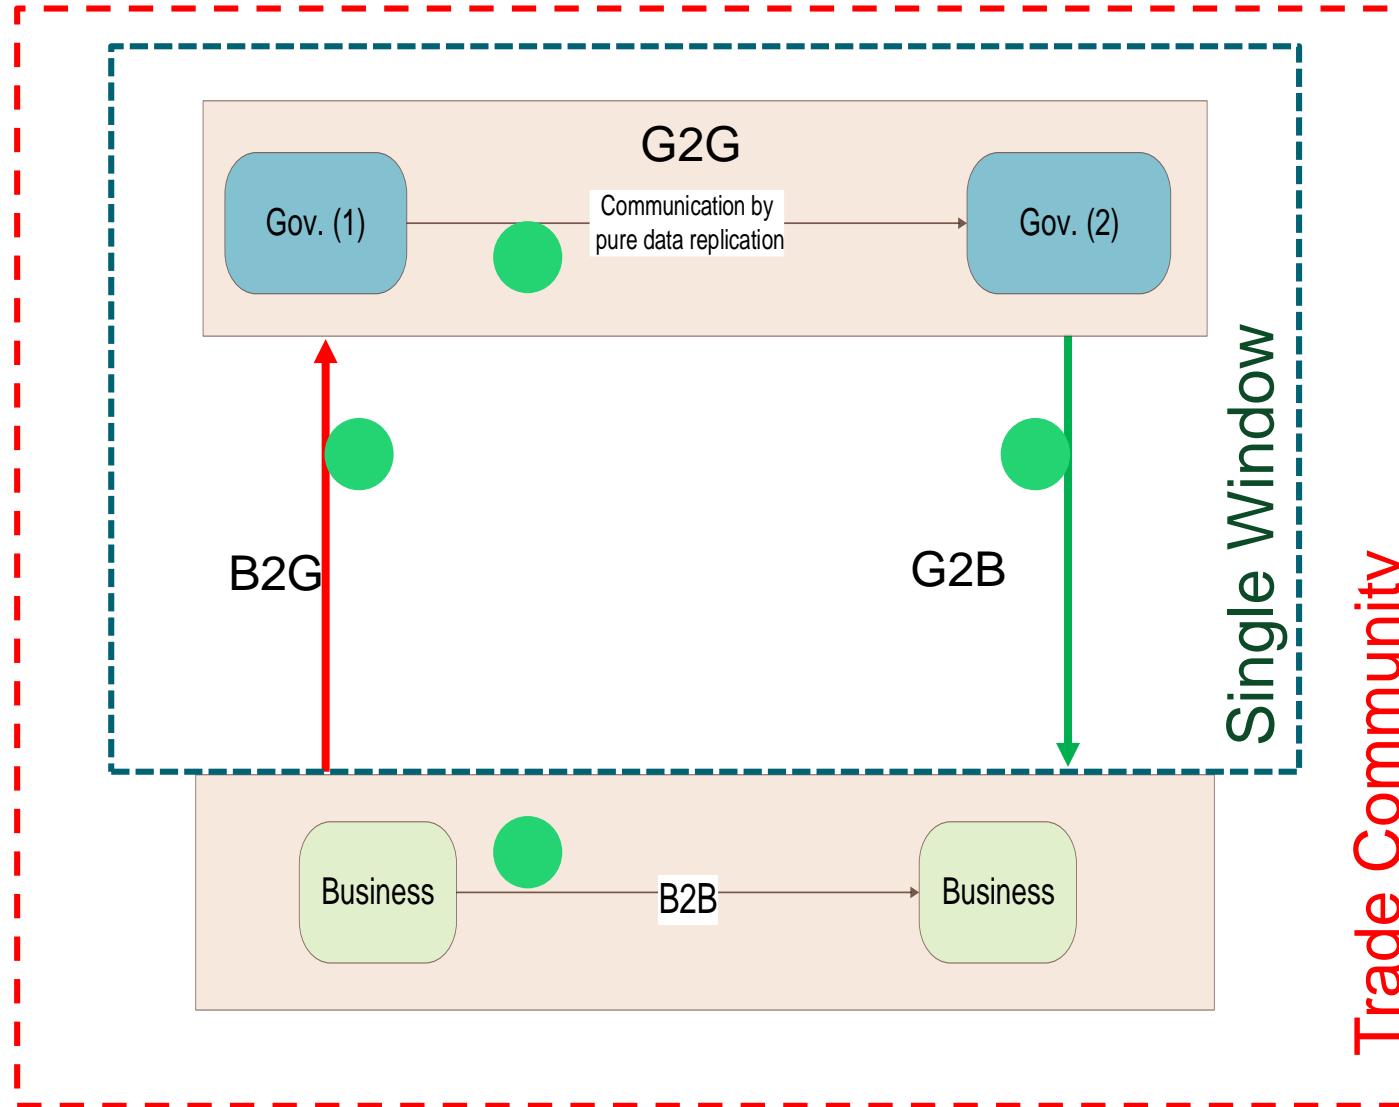 G2G
Gov. (1)
Communication by
pure data replication
Gov. (2)
B2G
G2B
Single Window
Trade Community
Business
B2B
Business